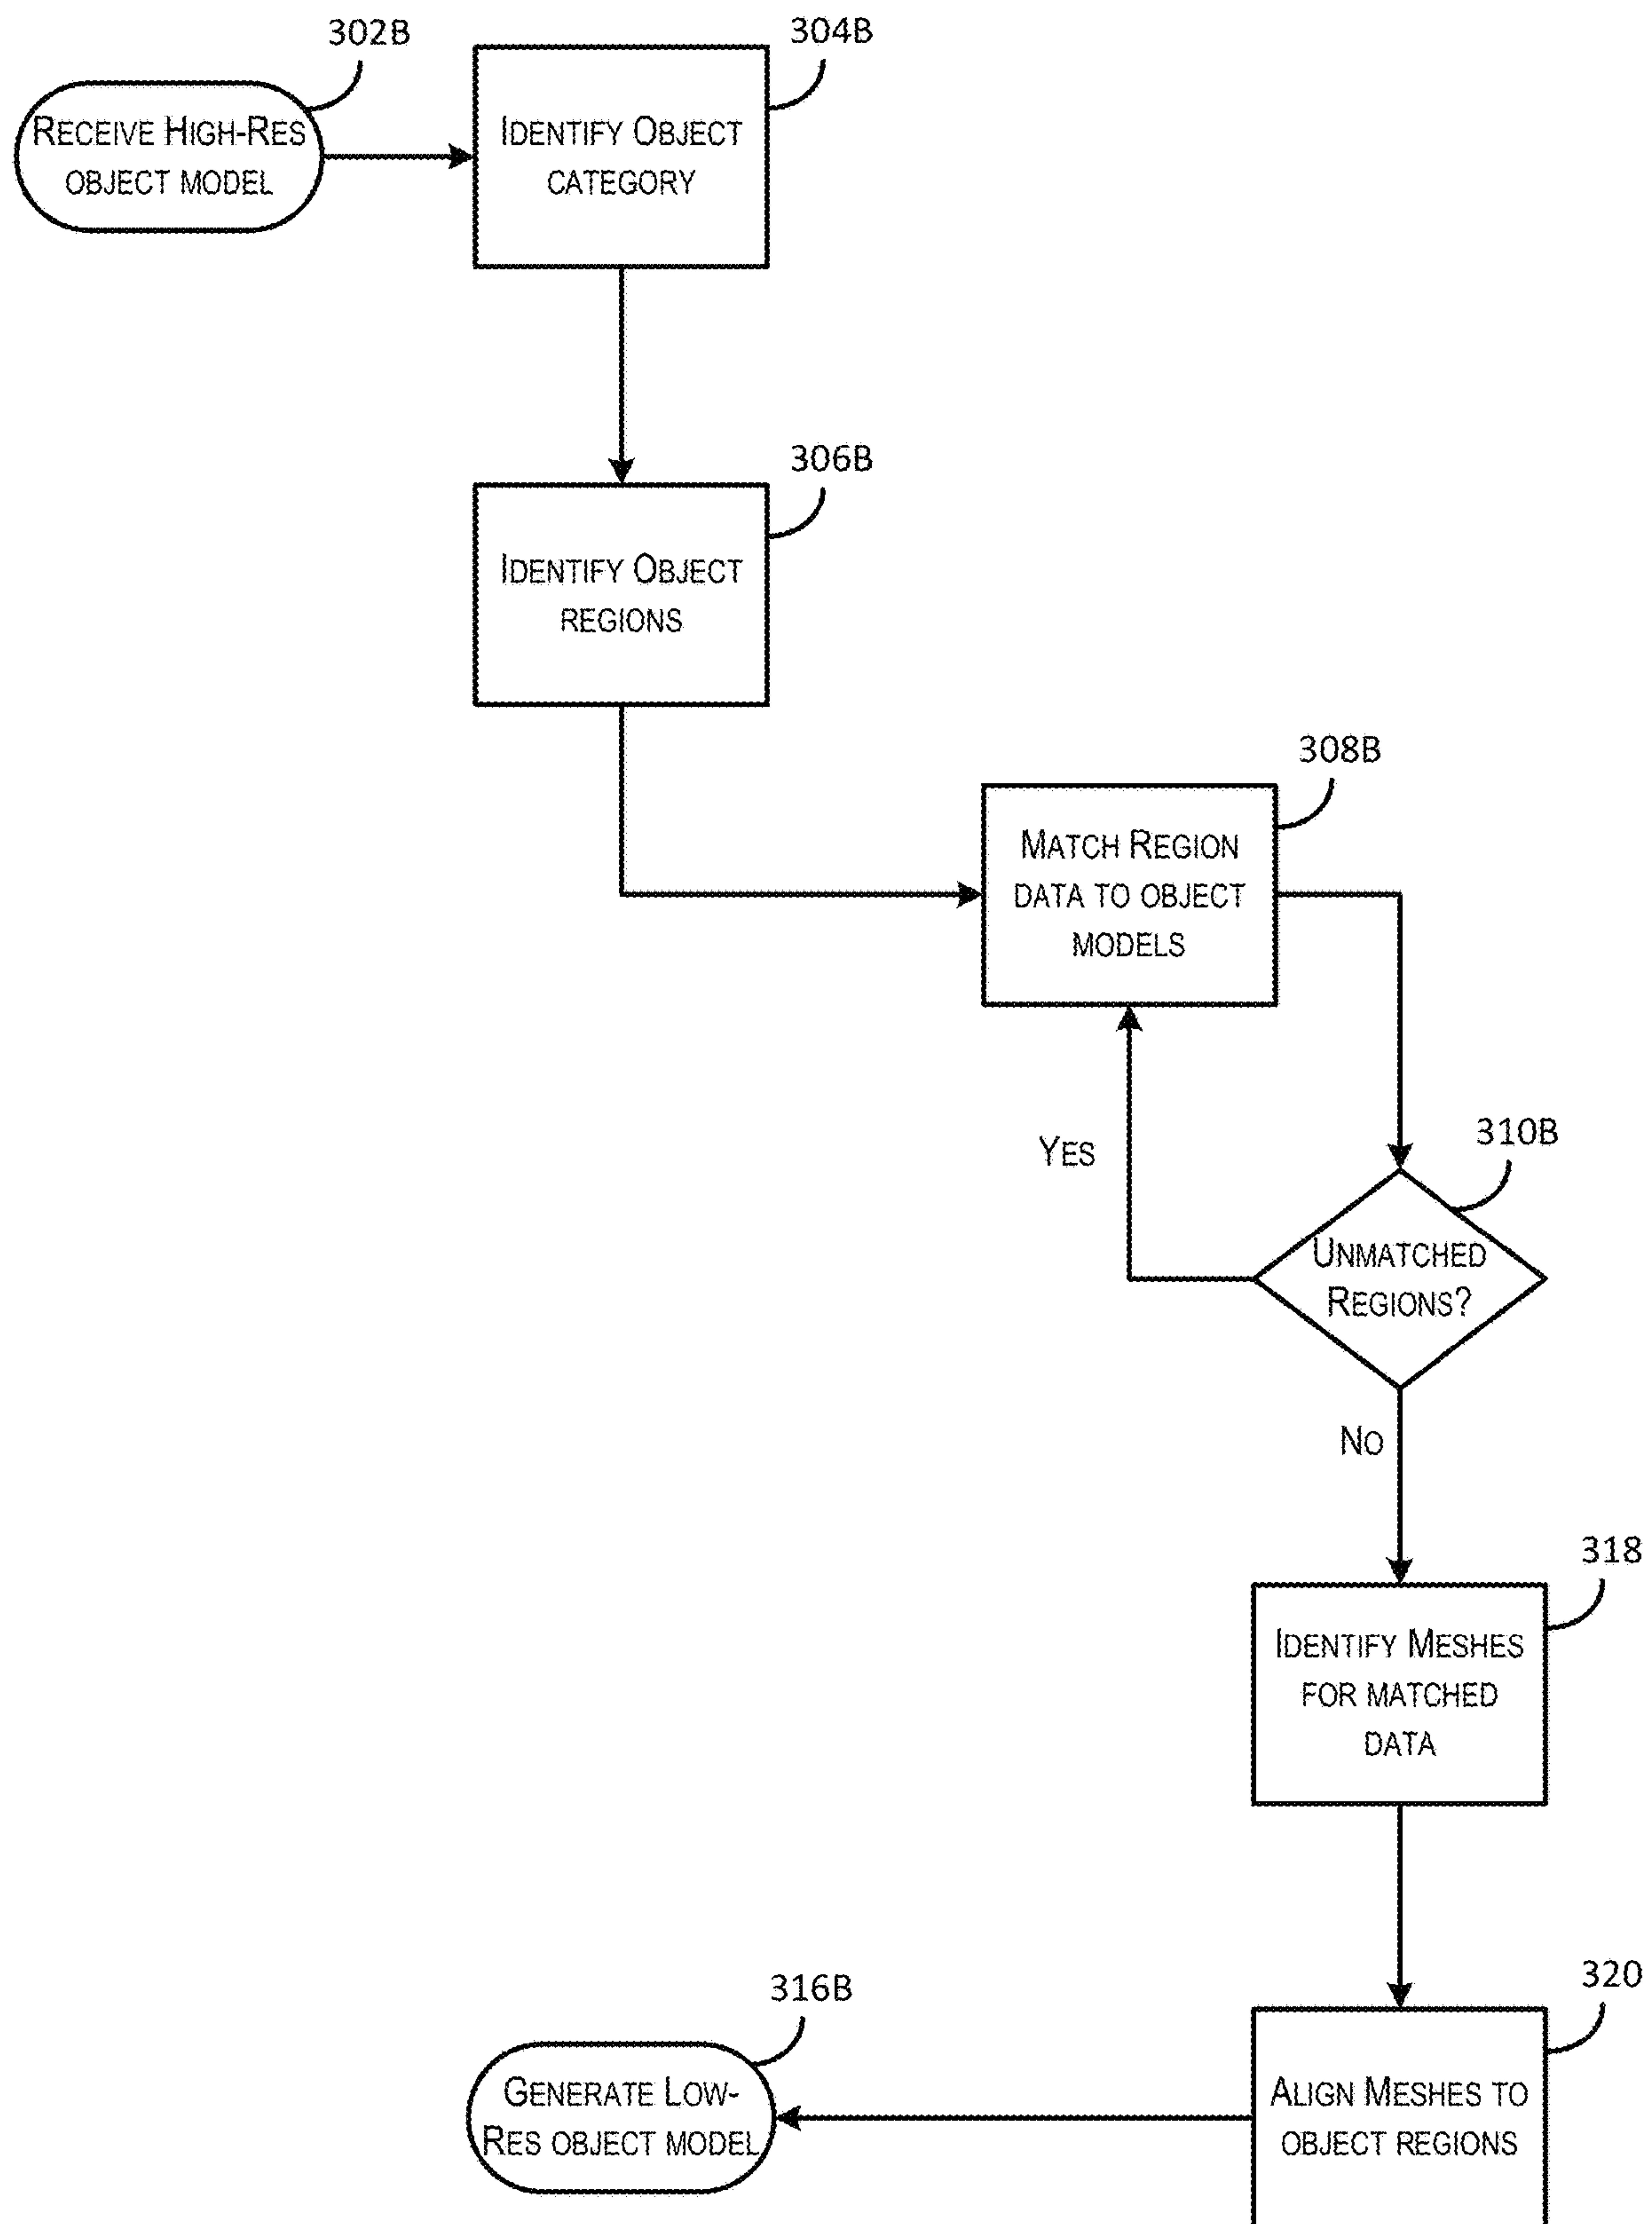 302B
RECEIVE HIGH-RES
OBJECT MODEL
304B
IDENTIFY OBJECT
CATEGORY
306B
IDENTIFY OBJECT
REGIONS
308B
MATCH REGION
DATA TO OBJECT
MODELS
310B
UNMATCHED
REGIONS?
YES
NO
318
IDENTIFY MESHES
FOR MATCHED
DATA
320
ALIGN MESHES TO
OBJECT REGIONS
316B
GENERATE LOW-
RES OBJECT MODEL